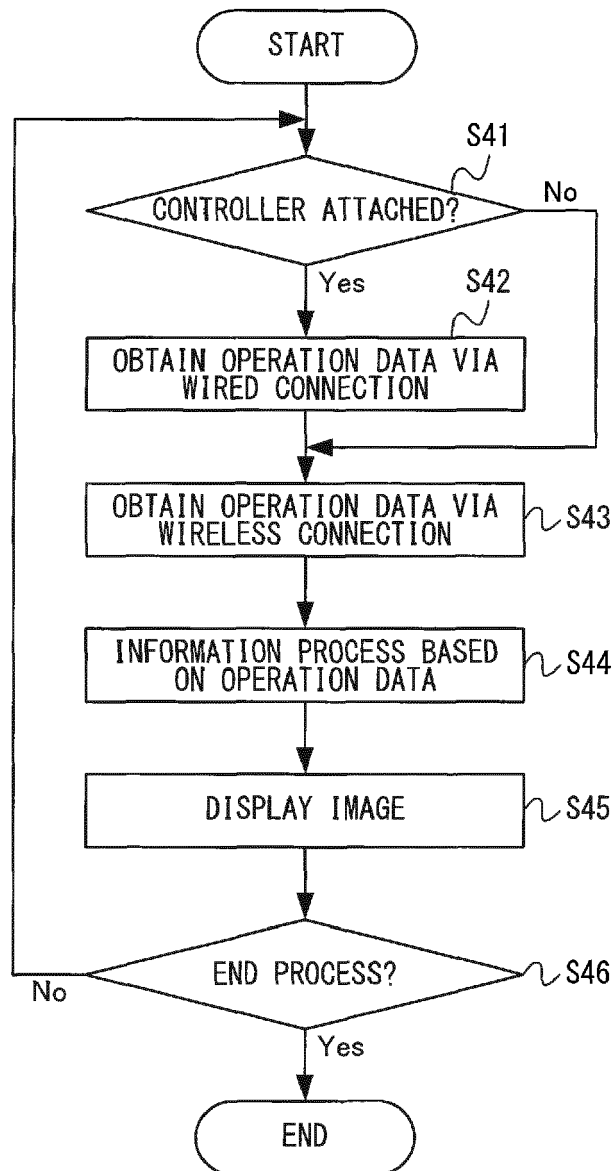 START
S41
CONTROLLER ATTACHED?
No
Yes
S42
OBTAIN OPERATION DATA VIA
WIRED CONNECTION
OBTAIN OPERATION DATA VIA
WIRELESS CONNECTION
S43
INFORMATION PROCESS BASED
ON OPERATION DATA
S44
DISPLAY IMAGE
S45
END PROCESS?
S46
No
Yes
END